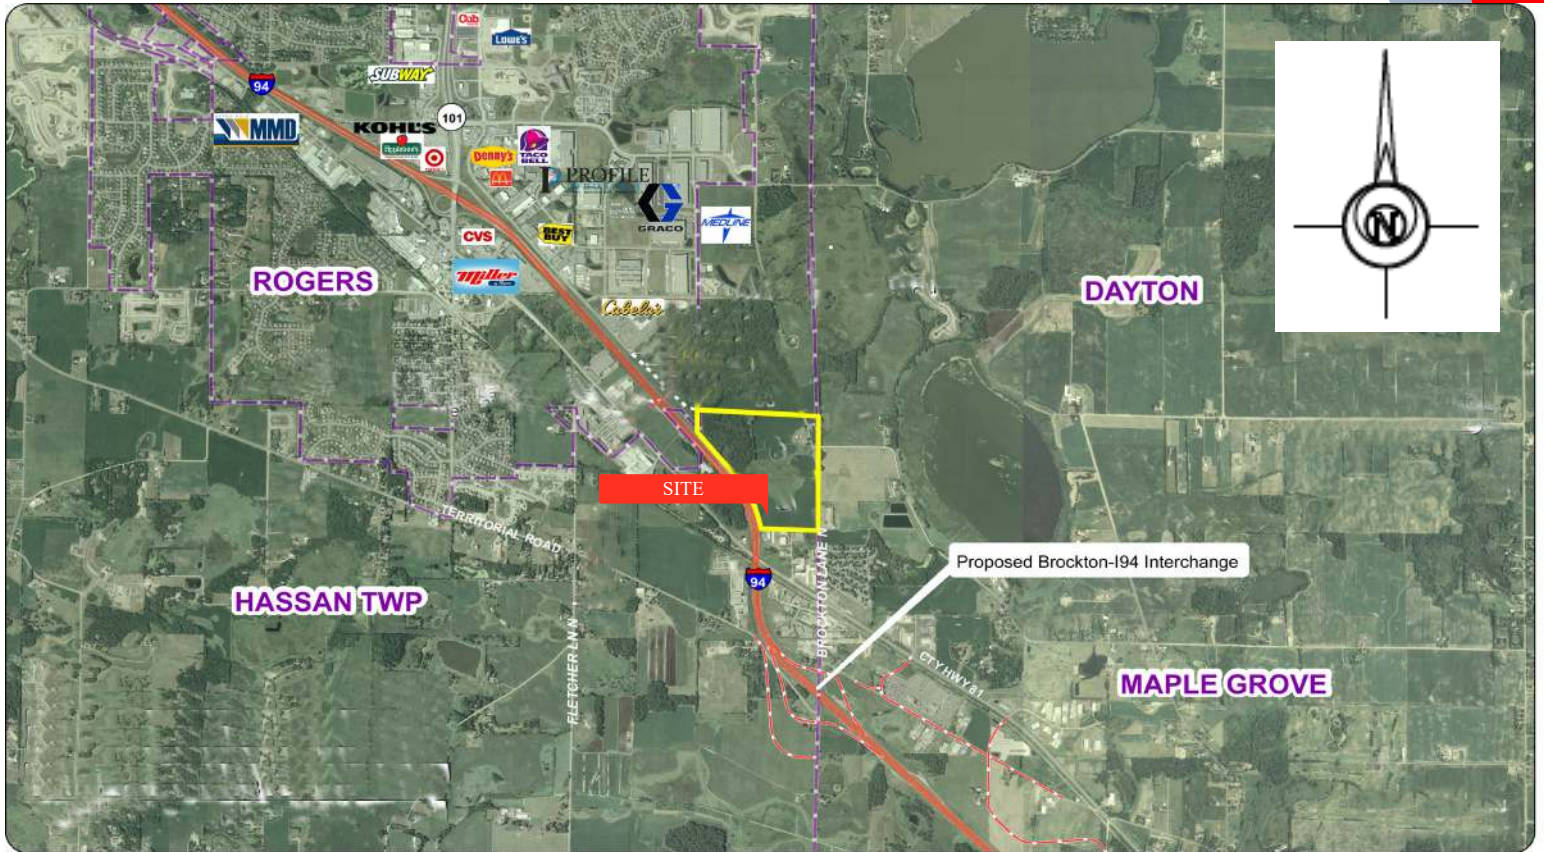 Cub
LOWE'S
SUBWAY
94
MMD
KOHL'S
101
Applebee's
Denny's
TACO
BELL
PROFILE
GRACO
MEDLINE
CVS
BEST
BUY
Miller
Cabela's
ROGERS
DAYTON
N
SITE
TERRITORIAL ROAD
94
BROCKTON LANE N
Proposed Brockton-I94 Interchange
HASSAN TWP
FLETCHER LN N
CTY HWY 81
MAPLE GROVE